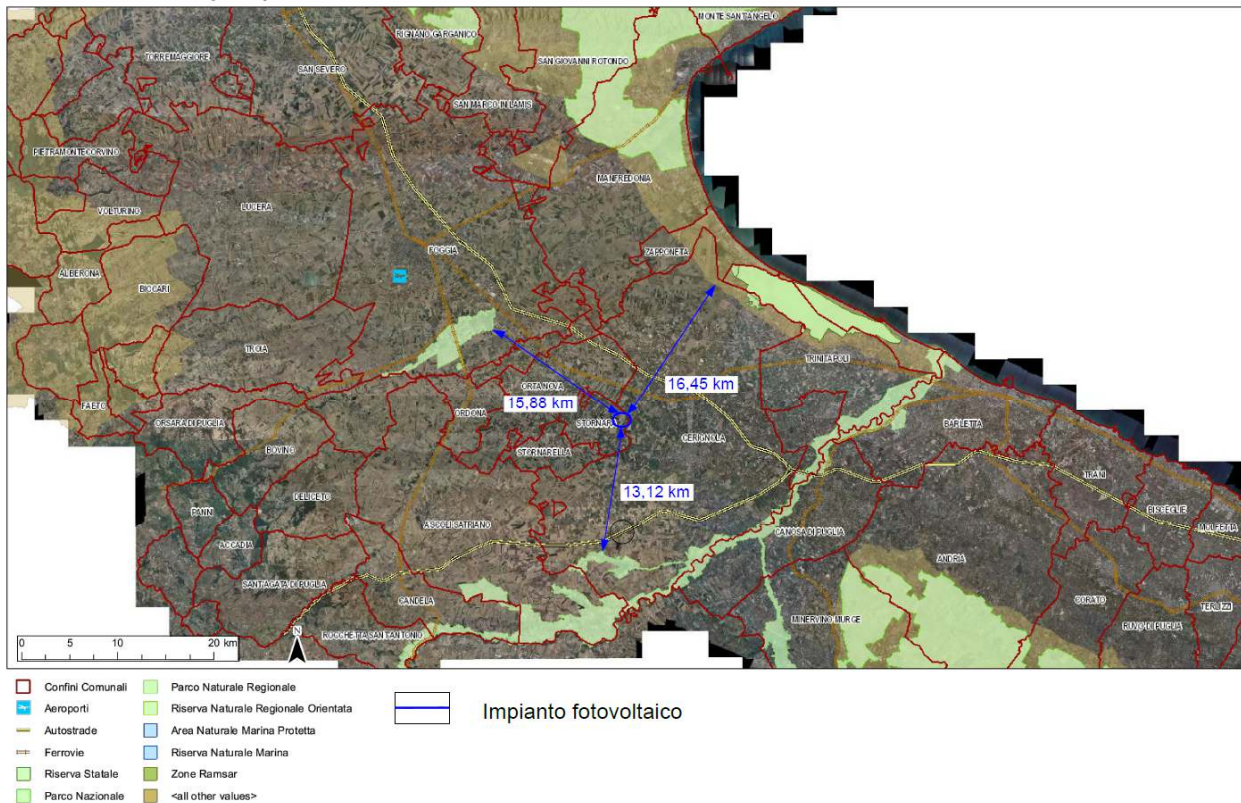 MONTE SANT'ANGELO
RIGNANO GARGANICO
TORREMAGGIORE
SAN GIOVANNI ROTONDO
SAN SEVERO
SAN MARCO IN LAMIS
PIETRAMONTECORVINO
MANFREDONIA
VOLTURINO
LUCERA
FOGGIA
ZAPPONETA
ALBERONA
BICCARI
TROIA
TRINITAPOLI
16,45 km
ORTA NOVA
15,88 km
FAETO
ORDONA
ORSARA DI PUGLIA
STORNAR
CERIGNOLA
BARLETTA
BOVINO
STORNARELLA
TRANI
13,12 km
BISCEGLIE
DELICETO
PANNI
ASCOLI SATRIANO
MOLFETTA
CANOSA DI PUGLIA
ACCADIA
ANDRIA
SANT'AGATA DI PUGLIA
CANDELA
CORATO
TERLIZZI
MINERVINO MURGE
ROCCHETTA SANT'ANTONIO
RUVO DI PUGLIA
N
0 5 10 20 km
Confini Comunali
Aeroporti
Autostrade
Ferrovie
Riserva Statale
Parco Nazionale
Parco Naturale Regionale
Riserva Naturale Regionale Orientata
Area Naturale Marina Protetta
Riserva Naturale Marina
Zone Ramsar
<all other values>
Impianto fotovoltaico